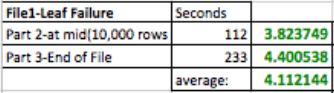 File1-Leaf Failure Seconds
Part 2-at mid(10,000 rows 112 3.823749
Part 3-End of File 233 4.400538
average: 4.112144